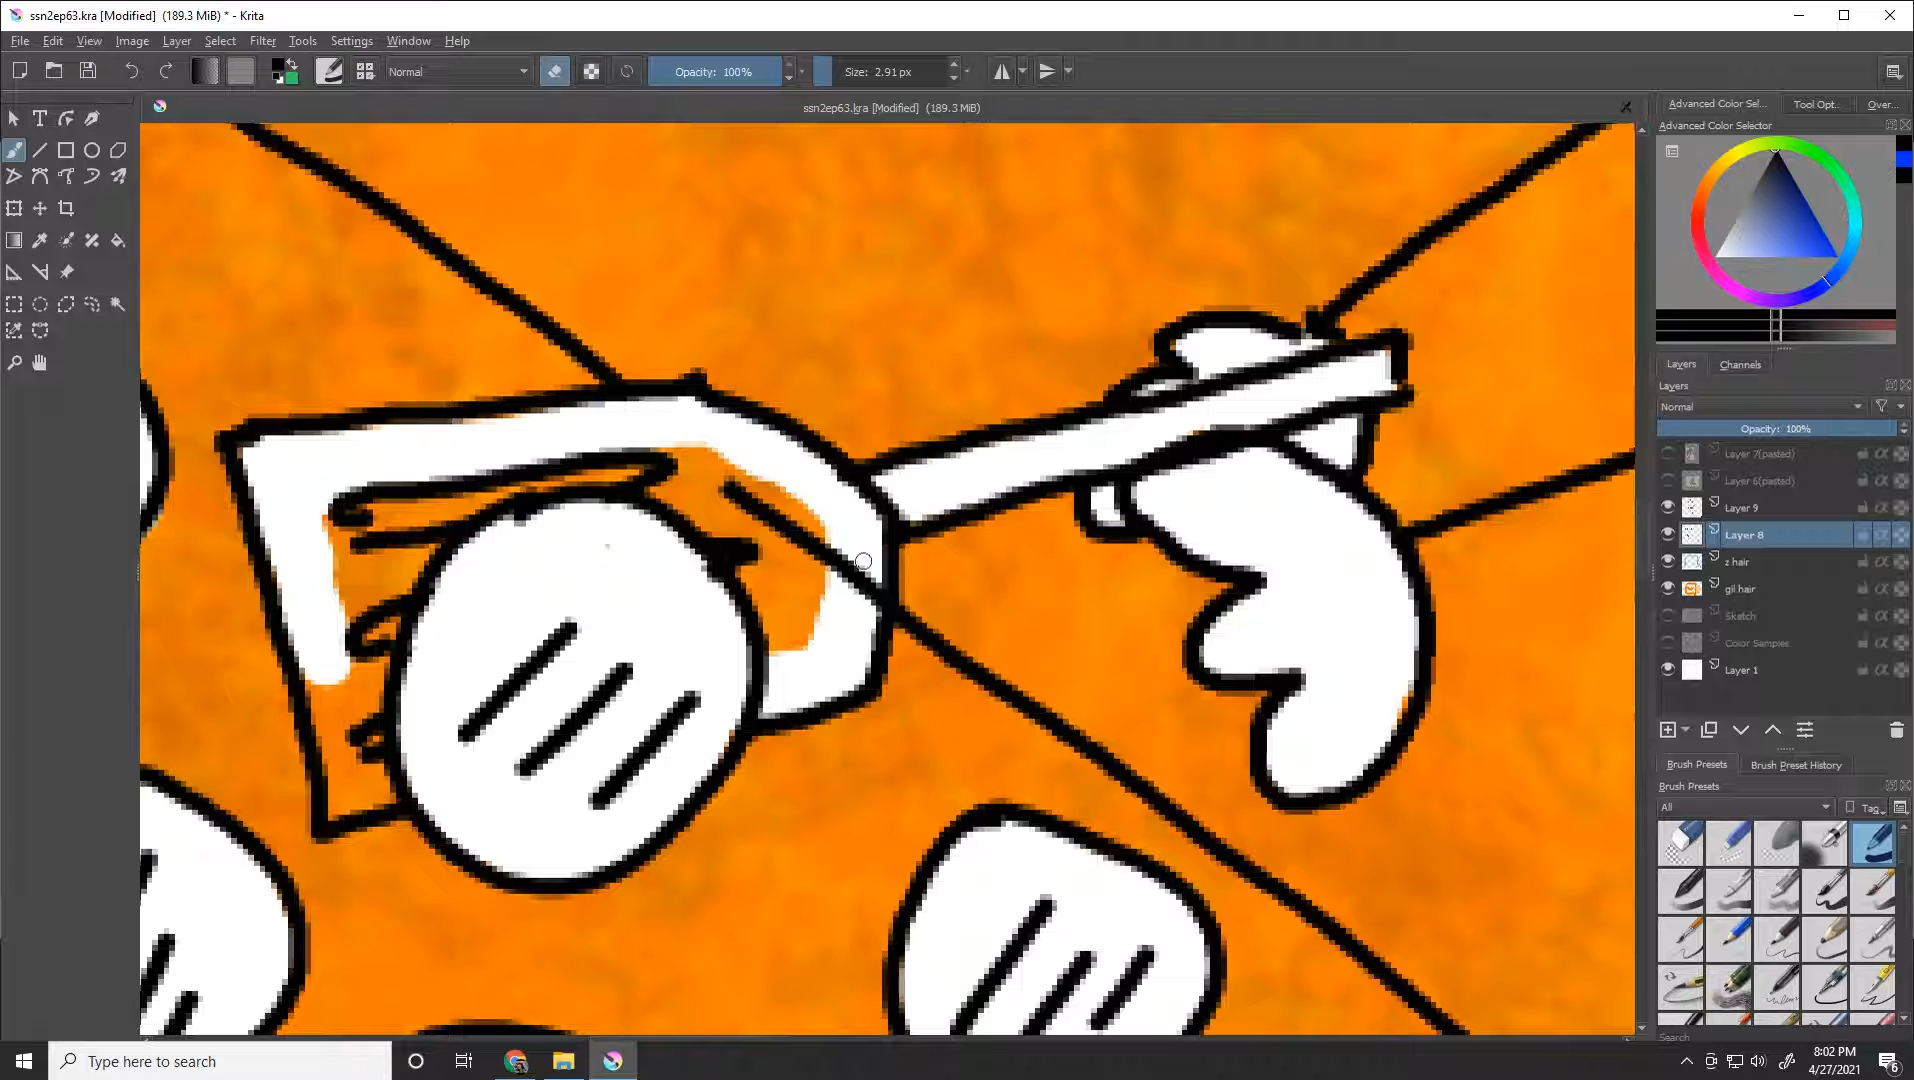 ssn2ep63.kra [Modified]  (189.3 MiB) * - Krita
File Edit View Image Layer Select Filter Tools Settings Window Help
Normal Opacity: 100% Size: 2.91 px
ssn2ep63.kra [Modified] (189.3 MiB)
Advanced Color Sel... Tool Opt.. Over...
Advanced Color Selector
Layers Channels
Layers
Normal
Opacity: 100%
Layer 7(pasted)
Layer 6(pasted)
Layer 9
Layer 8
z hair
gil hair
Sketch
Color Samples
Layer 1
Brush Presets Brush Preset History
Brush Presets
All Tag
Search
Type here to search
8:02 PM
4/27/2021
6